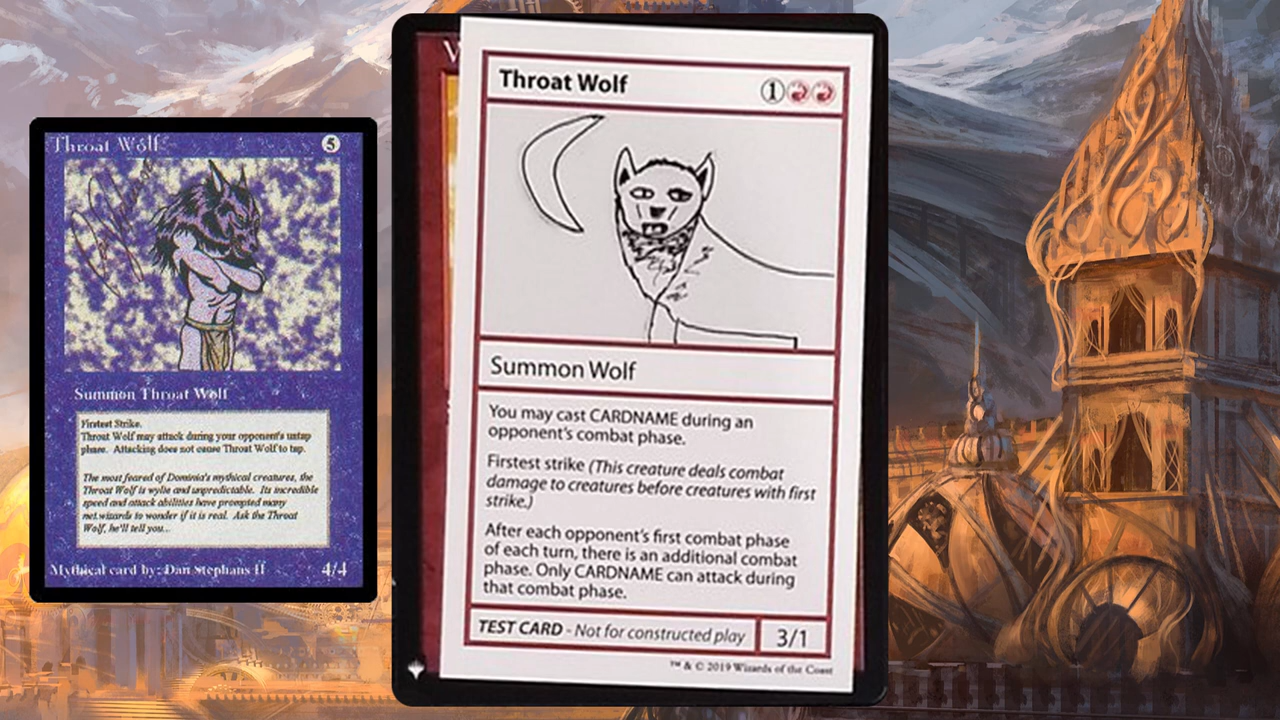 Throat Wolf
5
Summon Throat Wolf
Firstest Strike.
Throat Wolf may attack during your opponent's untap
phase. Attacking does not cause Throat Wolf to tap.
The most feared of Dominia's mythical creatures, the
Throat Wolf is wylie and unpredictable. Its incredible
speed and attack abilities have prompted many
net.wizards to wonder if it is real. Ask the Throat
Wolf, he'll tell you...
Mythical card by: Dan Stephans II 4/4
Throat Wolf
1
Summon Wolf
You may cast CARDNAME during an
opponent's combat phase.
Firstest strike (This creature deals combat
damage to creatures before creatures with first
strike.)
After each opponent's first combat phase
of each turn, there is an additional combat
phase. Only CARDNAME can attack during
that combat phase.
TEST CARD - Not for constructed play 3/1
™ & © 2019 Wizards of the Coast